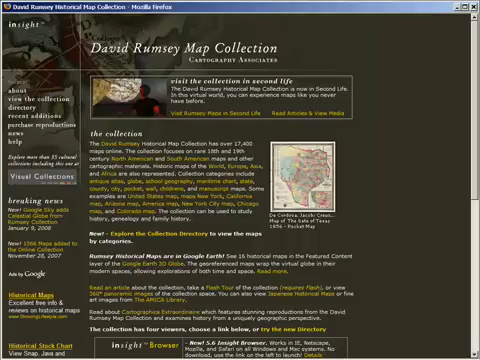 David Rumsey Historical Map Collection - Mozilla Firefox
insight™
David Rumsey Map Collection
Cartography Associates
about
view the collection
directory
recent additions
purchase reproductions
news
help
Explore more than 35 cultural
collections including this one at
Visual Collections
breaking news
New! Google Sky adds
Celestial Globe from
Rumsey Collection
January 9, 2008
New! 1566 Maps added to
the Online Collection
November 28, 2007
Ads by Google
Historical Maps
Excellent free info &
reviews on historical maps
Historical Stock Chart
View Snap, Java and
visit the collection in second life
The David Rumsey Map Collection is now in Second Life.
In this virtual world, you can experience maps like you never
have before.
Visit Rumsey Maps in Second Life
Read Articles & View Media
the collection
The David Rumsey Historical Map Collection has over 17,400
maps online. The collection focuses on rare 18th and 19th
century North American and South American maps and other
cartographic materials. Historic maps of the World, Europe, Asia,
and Africa are also represented. Collection categories include
antique atlas, globe, school geography, maritime chart, state,
county, city, pocket, wall, childrens, and manuscript maps. Some
examples are United States map, maps New York, California
map, Arizona map, America map, New York City map, Chicago
map, and Colorado map. The collection can be used to study
history, genealogy and family history.
De Cordova, Jacob; Creuz...
Map of The State of Texas
1856 - Pocket Map
New! - Explore the Collection Directory to view the maps
by categories.
Rumsey Historical Maps are in Google Earth! See 16 historical maps in the Featured Content
layer of the Google Earth 3D Globe. The georeferenced maps wrap the virtual globe in their
modern spaces, allowing explorations of both time and space. Read more.
Read an article about the collection, take a Flash Tour of the collection (requires Flash), or view
360° panoramic images of the collection space. You can also view Japanese Historical Maps or fine
art images from The AMICA Library.
Read about Cartographica Extraordinaire which features stunning reproductions from the David
Rumsey Map Collection and examines history from a uniquely geographic perspective.
The collection has four viewers, choose a link below, or try the new Directory
insight™ Browser
New! 5.6 Insight Browser. Works in IE, Netscape,
Mozilla, and Safari on all Windows and Mac Systems. No
download, use the link on the left to launch! Details